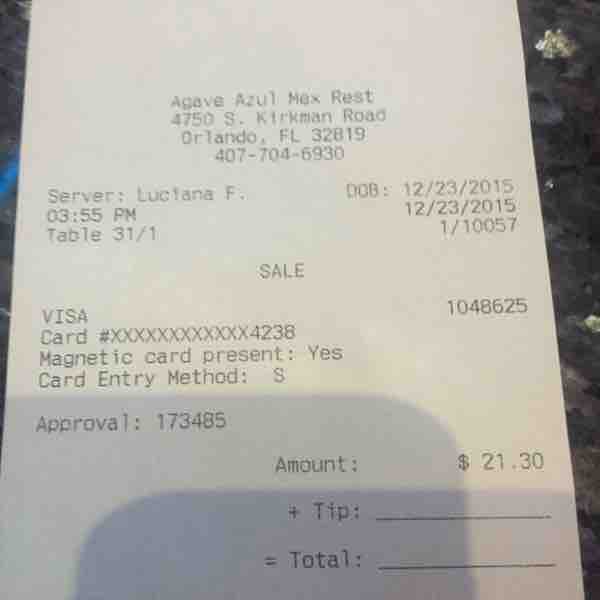 Agave Azul Mex Rest
4750 S. Kirkman Road
Orlando, FL 32819
407-704-6930
Server: Luciana F. DOB: 12/23/2015
03:55 PM 12/23/2015
Table 31/1 1/10057
SALE
VISA 1048625
Card #XXXXXXXXXXXX4238
Magnetic card present: Yes
Card Entry Method: S
Approval: 173485
Amount: $ 21.30
+ Tip:
= Total: